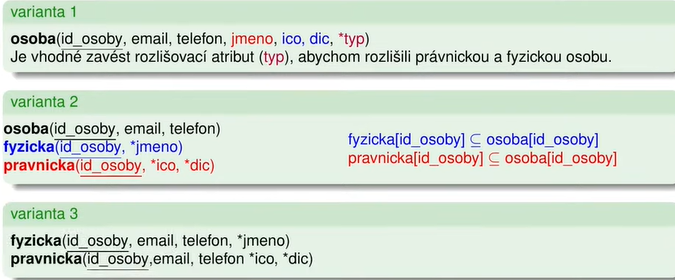 varianta 1
osoba(id_osoby, email, telefon, jmeno, ico, dic, *typ)
Je vhodné zavést rozlišovací atribut (typ), abychom rozlišili právnickou a fyzickou osobu.
varianta 2
osoba(id_osoby, email, telefon)
fyzicka(id_osoby, *jmeno)
pravnicka(id_osoby, *ico, *dic)
fyzicka[id_osoby] ⊆ osoba[id_osoby]
pravnicka[id_osoby] ⊆ osoba[id_osoby]
varianta 3
fyzicka(id_osoby, email, telefon, *jmeno)
pravnicka(id_osoby,email, telefon *ico, *dic)